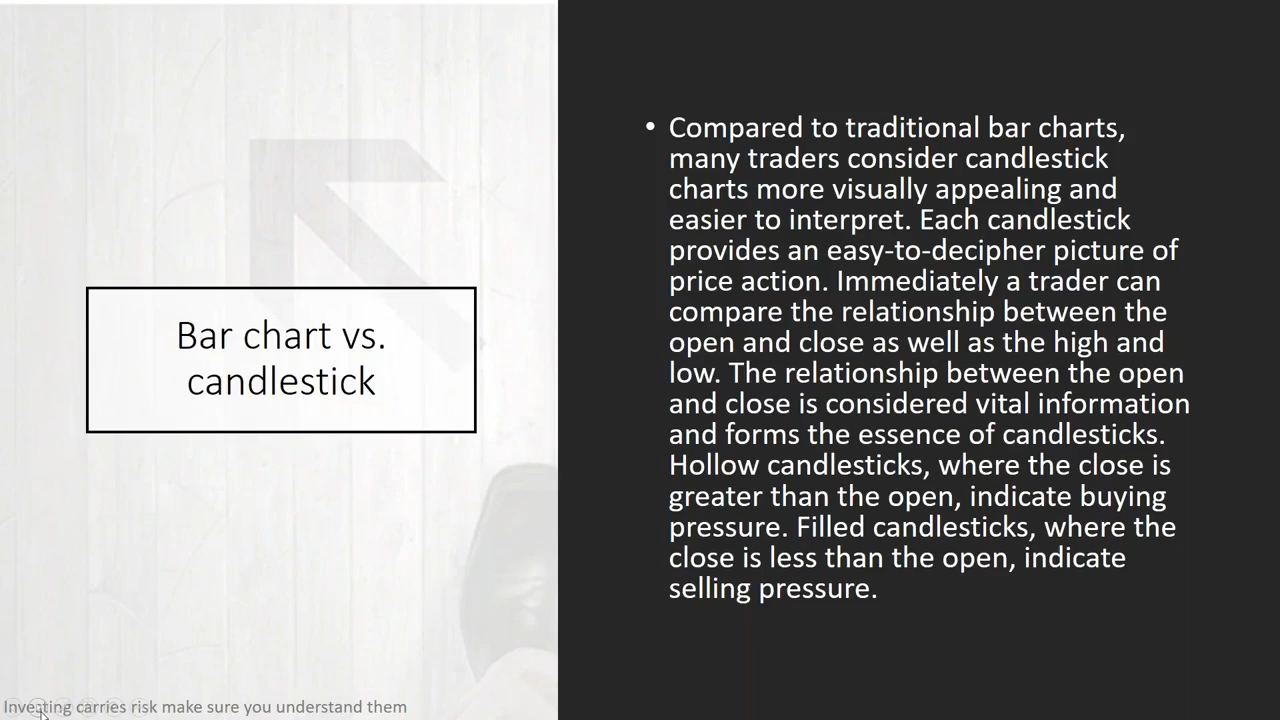 Bar chart vs.
candlestick
• Compared to traditional bar charts,
many traders consider candlestick
charts more visually appealing and
easier to interpret. Each candlestick
provides an easy-to-decipher picture of
price action. Immediately a trader can
compare the relationship between the
open and close as well as the high and
low. The relationship between the open
and close is considered vital information
and forms the essence of candlesticks.
Hollow candlesticks, where the close is
greater than the open, indicate buying
pressure. Filled candlesticks, where the
close is less than the open, indicate
selling pressure.
Investing carries risk make sure you understand them